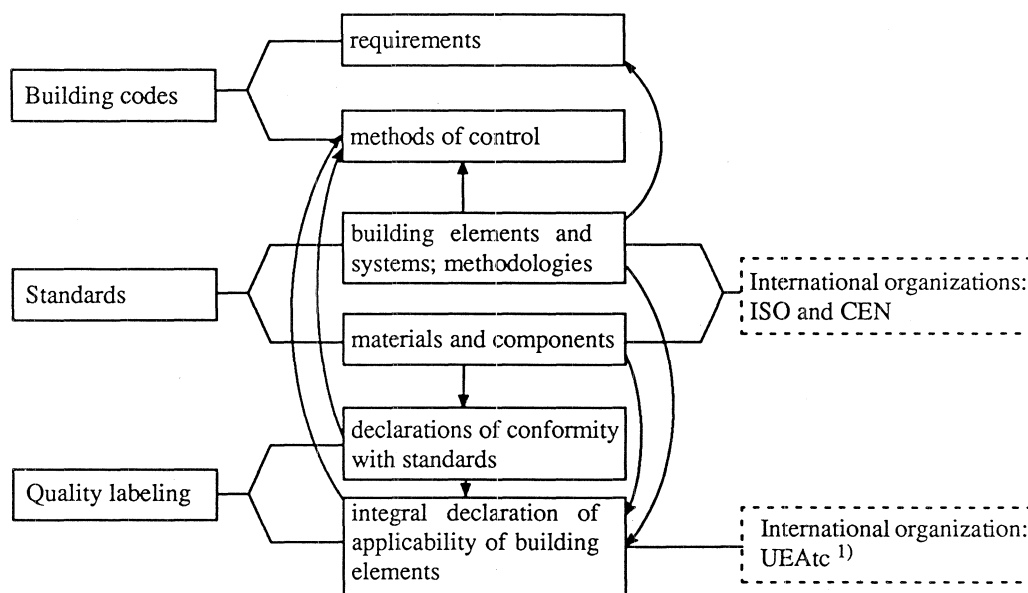 requirements
Building codes
methods of control
building elements and
systems; methodologies
International organizations:
ISO and CEN
Standards
materials and components
declarations of conformity
with standards
Quality labeling
integral declaration of
applicability of building
elements
International organization:
UEAtc 1)